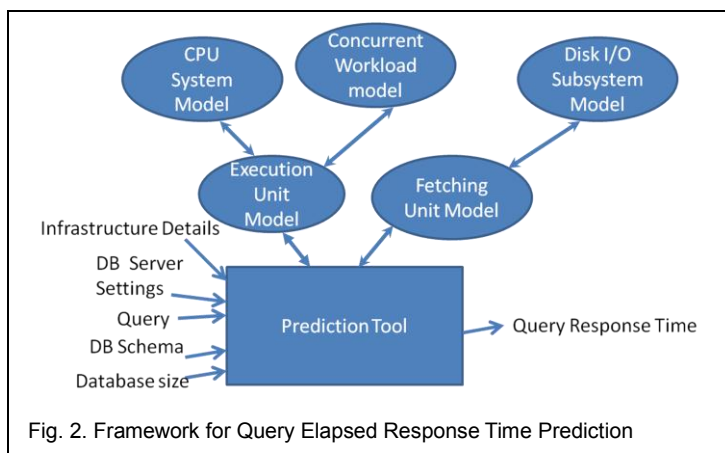 CPU
System
Model
Concurrent
Workload
model
Disk I/O
Subsystem
Model
Execution
Unit
Model
Fetching
Unit Model
Infrastructure Details
DB Server
Settings
Query
DB Schema
Database size
Prediction Tool
Query Response Time
Fig. 2. Framework for Query Elapsed Response Time Prediction